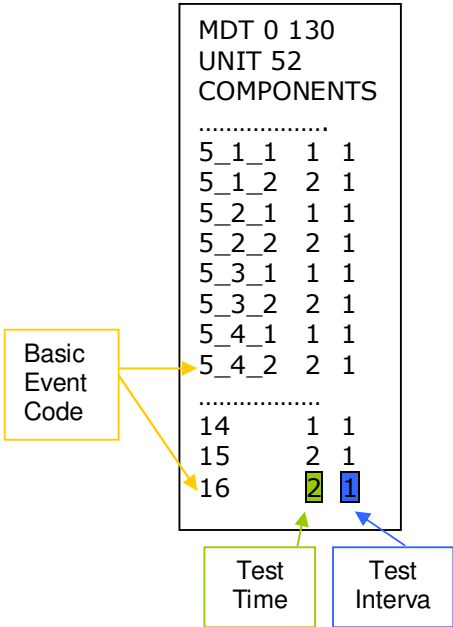 MDT 0 130
UNIT 52
COMPONENTS
...................
5_1_1 1 1
5_1_2 2 1
5_2_1 1 1
5_2_2 2 1
5_3_1 1 1
5_3_2 2 1
5_4_1 1 1
5_4_2 2 1
..................
14 1 1
15 2 1
16 2 1
Basic
Event
Code
Test
Time
Test
Interva